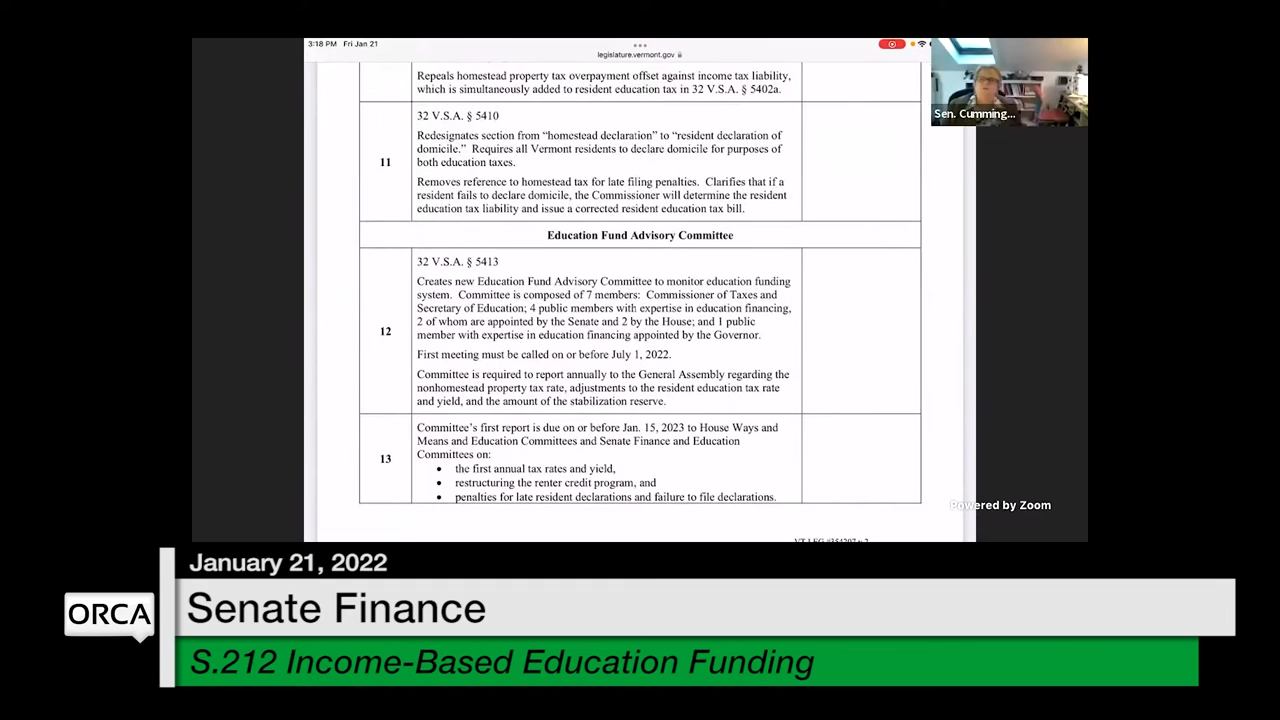 3:18 PM Fri Jan 21
legislature.vermont.gov
Repeals homestead property tax overpayment offset against income tax liability,
which is simultaneously added to resident education tax in 32 V.S.A. § 5402a.
11
32 V.S.A. § 5410
Redesignates section from “homestead declaration” to “resident declaration of
domicile.” Requires all Vermont residents to declare domicile for purposes of
both education taxes.
Removes reference to homestead tax for late filing penalties. Clarifies that if a
resident fails to declare domicile, the Commissioner will determine the resident
education tax liability and issue a corrected resident education tax bill.
Education Fund Advisory Committee
12
32 V.S.A. § 5413
Creates new Education Fund Advisory Committee to monitor education funding
system. Committee is composed of 7 members: Commissioner of Taxes and
Secretary of Education; 4 public members with expertise in education financing,
2 of whom are appointed by the Senate and 2 by the House; and 1 public
member with expertise in education financing appointed by the Governor.
First meeting must be called on or before July 1, 2022.
Committee is required to report annually to the General Assembly regarding the
nonhomestead property tax rate, adjustments to the resident education tax rate
and yield, and the amount of the stabilization reserve.
13
Committee’s first report is due on or before Jan. 15, 2023 to House Ways and
Means and Education Committees and Senate Finance and Education
Committees on:
• the first annual tax rates and yield,
• restructuring the renter credit program, and
• penalties for late resident declarations and failure to file declarations.
Sen. Cumming...
Powered by Zoom
January 21, 2022
ORCA
Senate Finance
S.212 Income-Based Education Funding